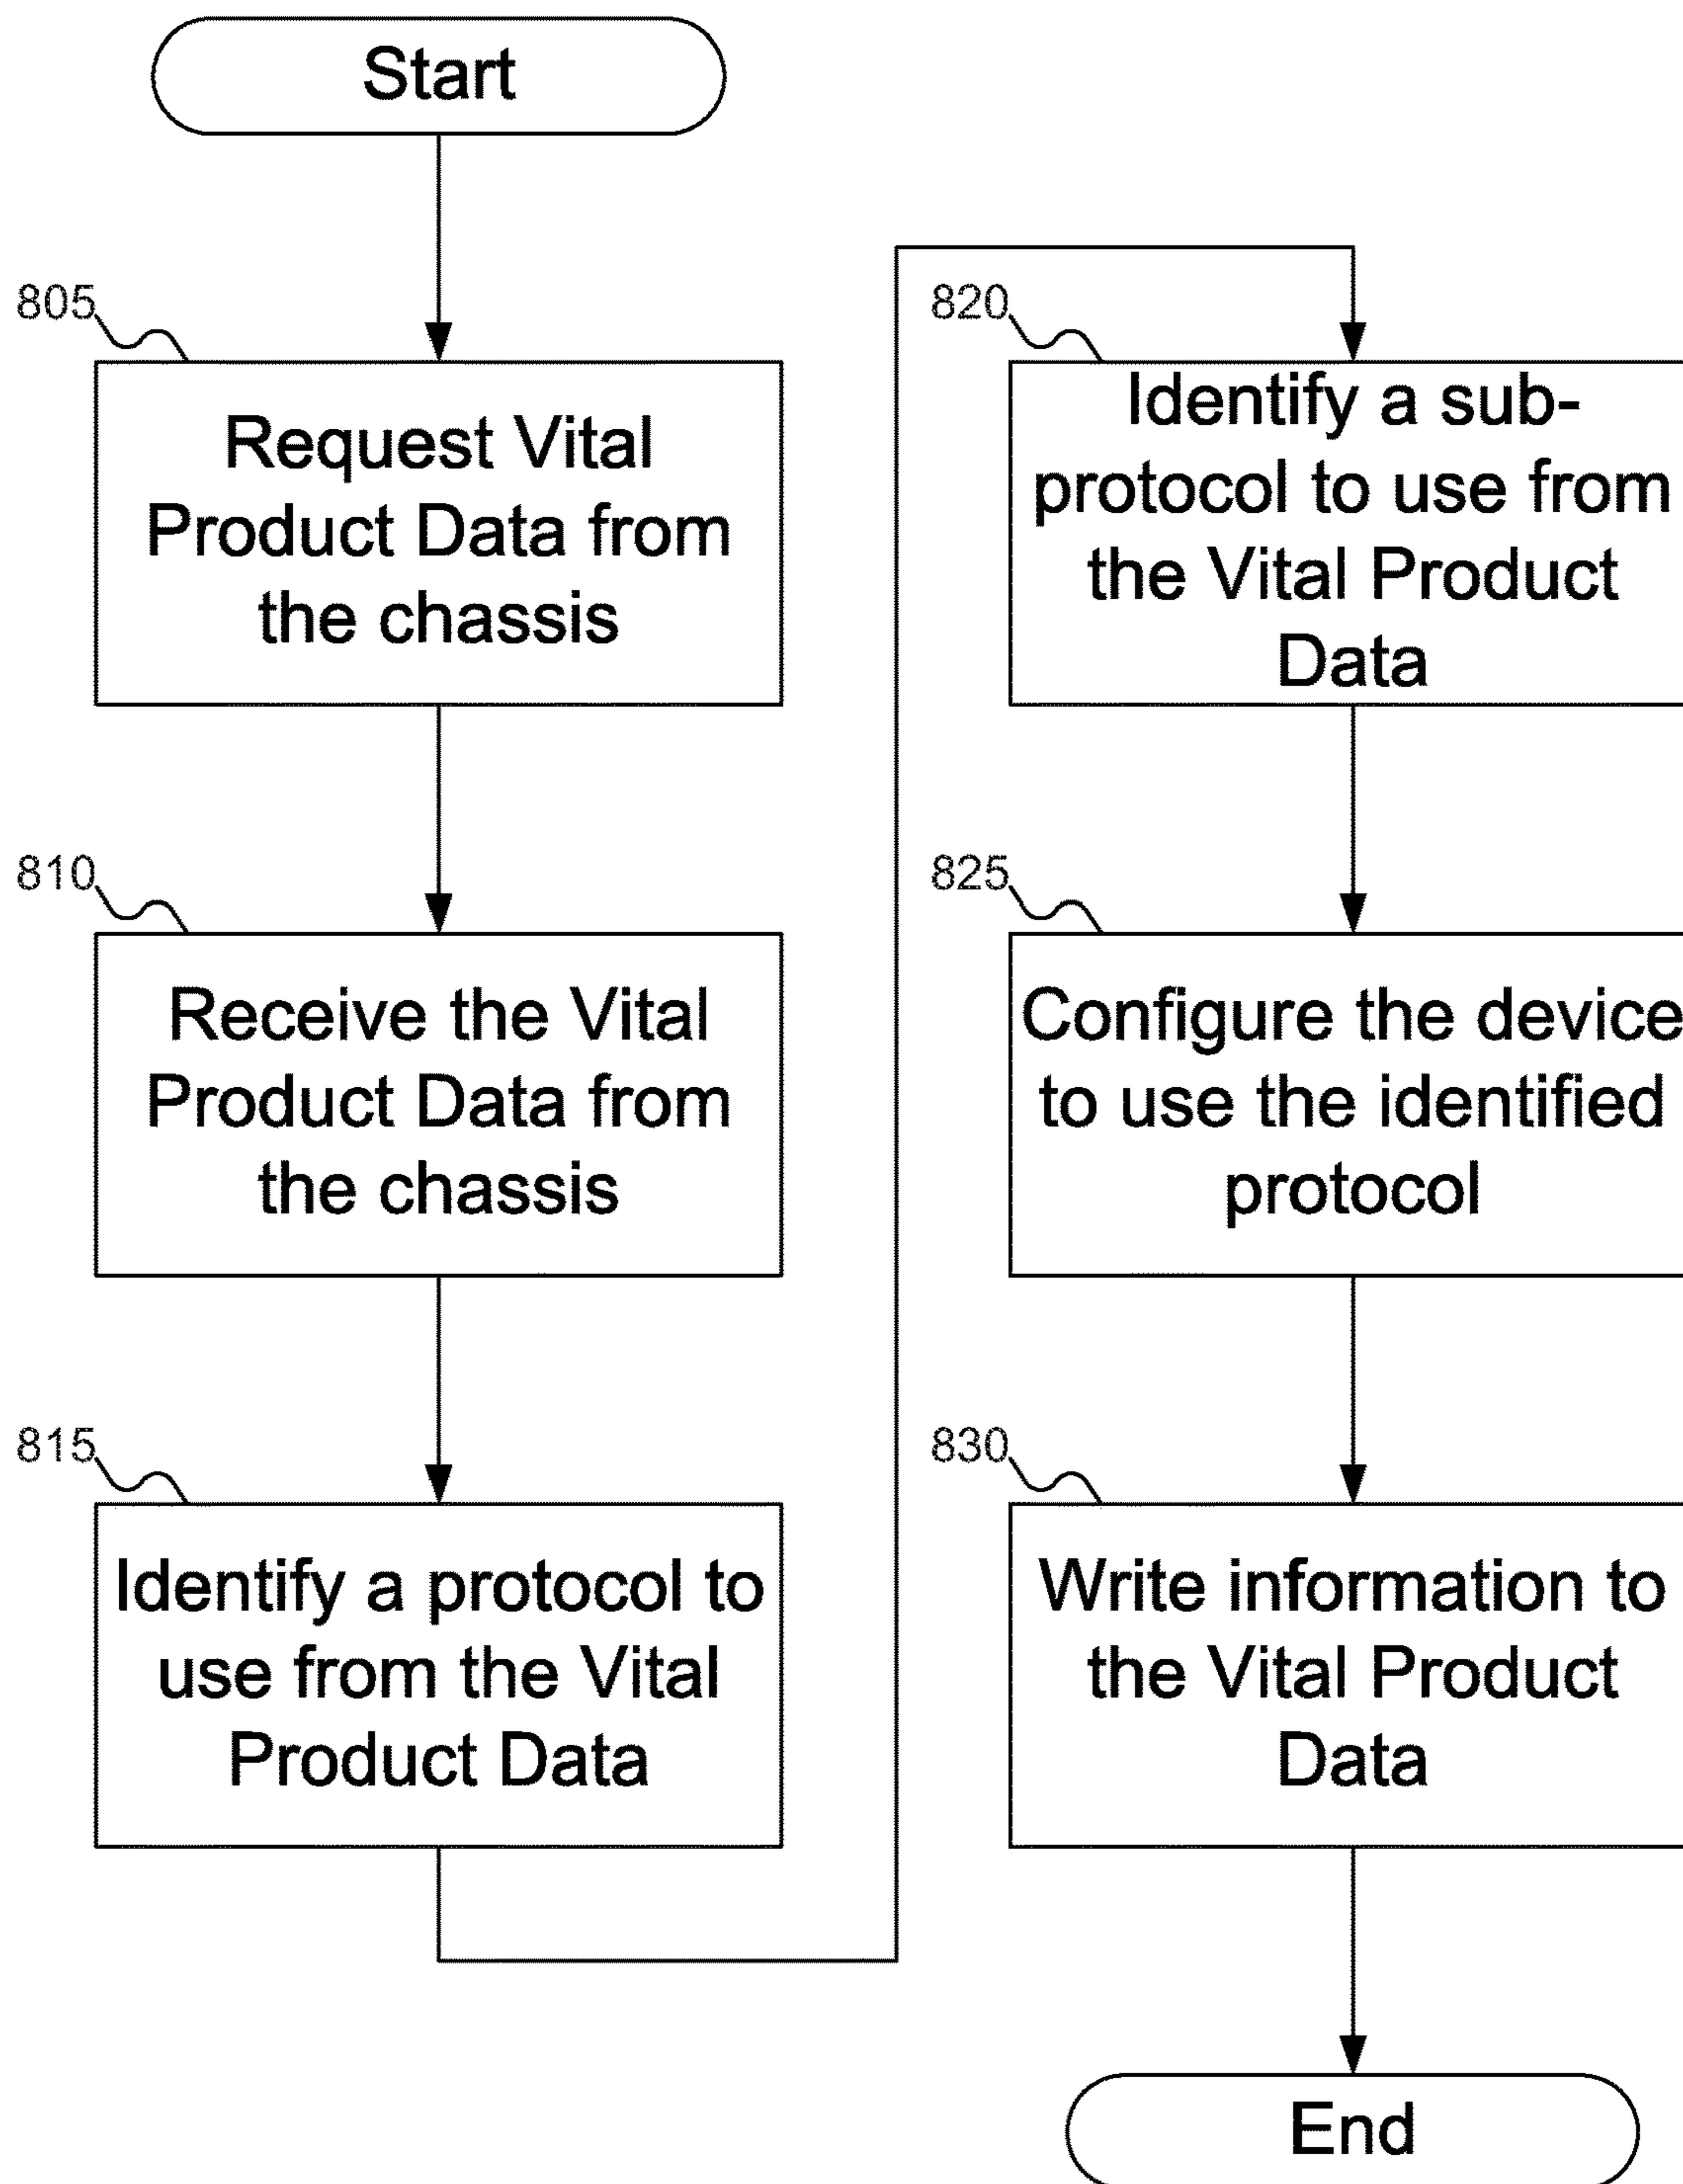 Start
805
Request Vital
Product Data from
the chassis
810
Receive the Vital
Product Data from
the chassis
815
Identify a protocol to
use from the Vital
Product Data
820
Identify a sub-
protocol to use from
the Vital Product
Data
825
Configure the device
to use the identified
protocol
830
Write information to
the Vital Product
Data
End